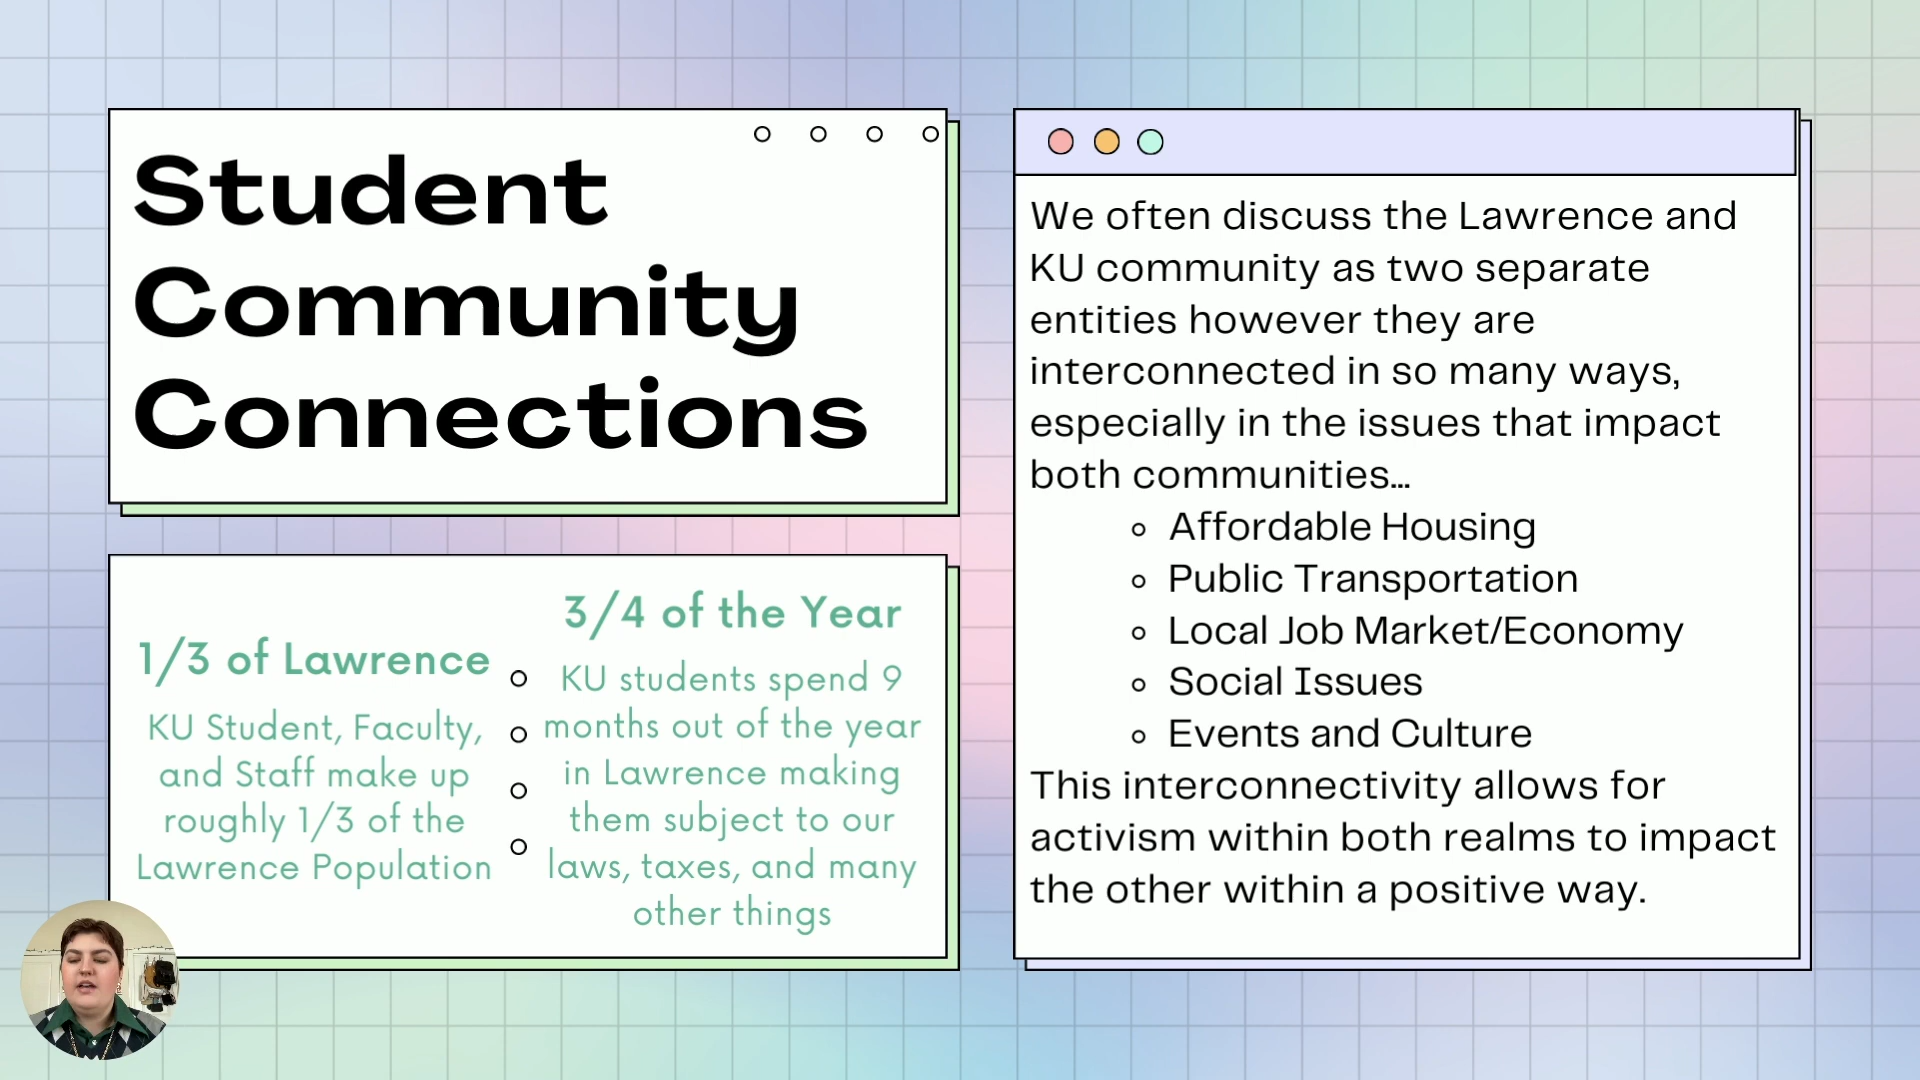 Student
Community
Connections
1/3 of Lawrence
KU Student, Faculty,
and Staff make up
roughly 1/3 of the
Lawrence Population
3/4 of the Year
KU students spend 9
months out of the year
in Lawrence making
them subject to our
laws, taxes, and many
other things
We often discuss the Lawrence and
KU community as two separate
entities however they are
interconnected in so many ways,
especially in the issues that impact
both communities...
Affordable Housing
Public Transportation
Local Job Market/Economy
Social Issues
Events and Culture
This interconnectivity allows for
activism within both realms to impact
the other within a positive way.